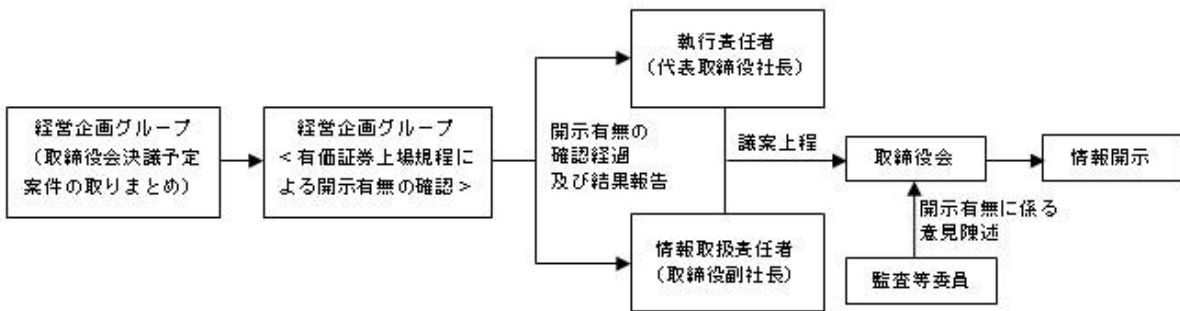 経営企画グループ
(取締役会決議予定
案件の取りまとめ)
経営企画グループ
<有価証券上場規程に
よる開示有無の確認>
開示有無の
確認経過
及び結果報告
執行責任者
(代表取締役社長)
情報取扱責任者
(取締役副社長)
議案上程
取締役会
情報開示
開示有無に係る
意見陳述
監査等委員